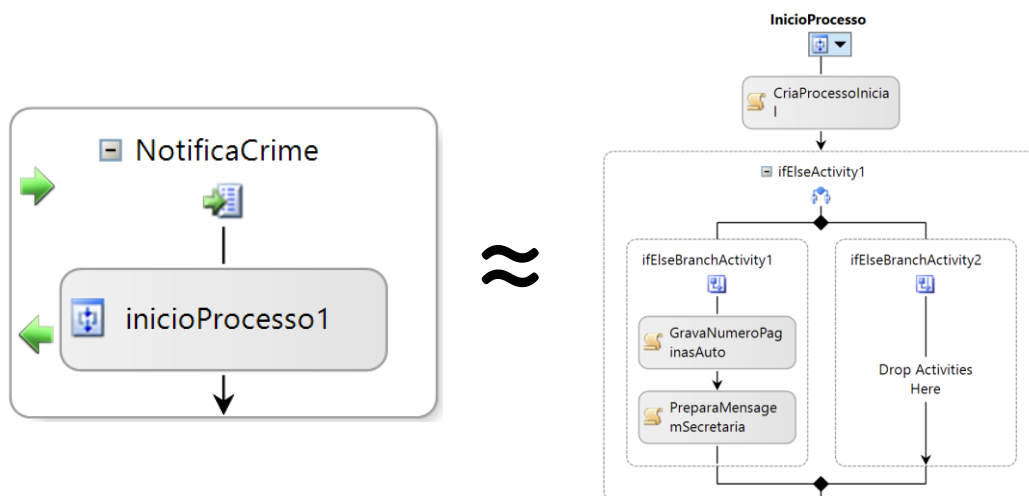 NotificaCrime
inicioProcesso1
≈
InicioProcesso
CriaProcessoInicia
l
ifElseActivity1
ifElseBranchActivity1
GravaNumeroPag
inasAuto
PreparaMensage
mSecretaria
ifElseBranchActivity2
Drop Activities
Here